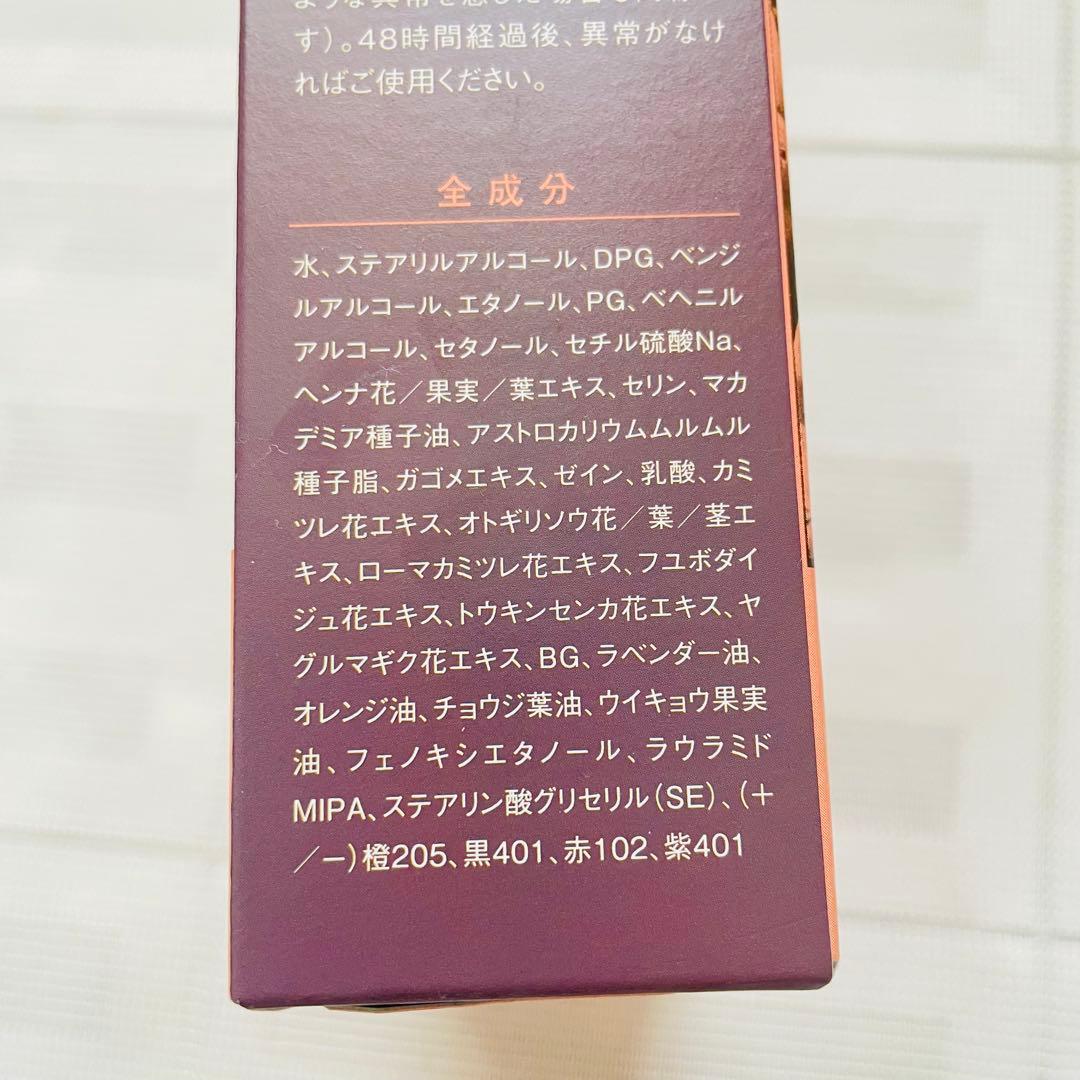 す)。48時間経過後、異常がなけ
ればご使用ください。
全成分
水、ステアリルアルコール、DPG、ベンジ
ルアルコール、エタノール、PG、ベヘニル
アルコール、セタノール、セチル硫酸Na、
ヘンナ花／果実／葉エキス、セリン、マカ
デミア種子油、アストロカリウムムルムル
種子脂、ガゴメエキス、ゼイン、乳酸、カミ
ツレ花エキス、オトギリソウ花／葉／茎エ
キス、ローマカミツレ花エキス、フユボダイ
ジュ花エキス、トウキンセンカ花エキス、ヤ
グルマギク花エキス、BG、ラベンダー油、
オレンジ油、チョウジ葉油、ウイキョウ果実
油、フェノキシエタノール、ラウラミド
MIPA、ステアリン酸グリセリル(SE)、(＋
／ー)橙205、黒401、赤102、紫401